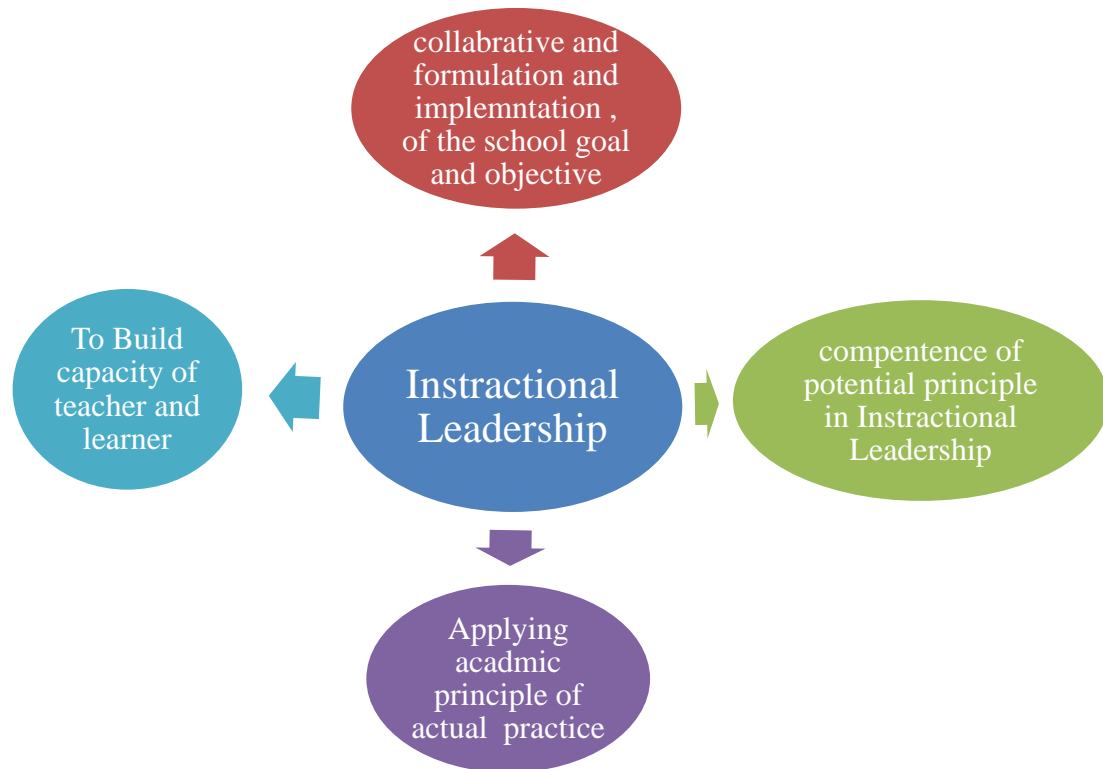 collabrative and
formulation and
implemntation ,
of the school goal
and objective
To Build
capacity of
teacher and
learner
Instractional
Leadership
compentence of
potential principle
in Instractional
Leadership
Applying
acadmic
principle of
actual practice